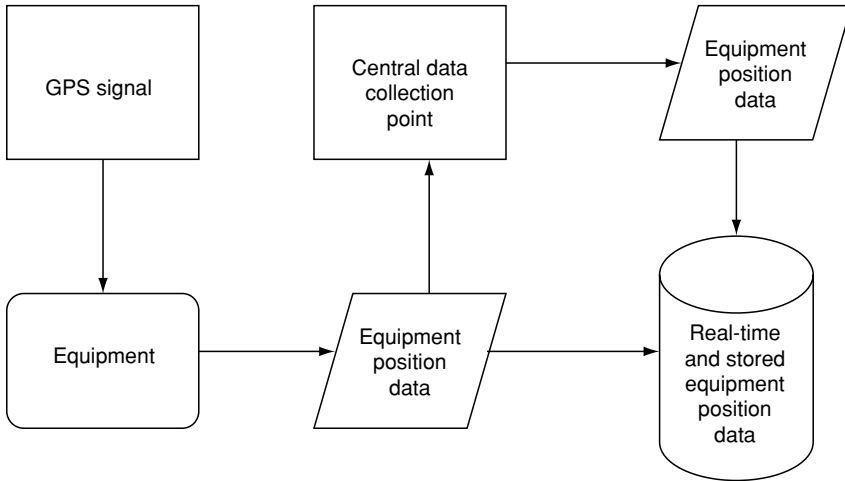 GPS signal
Central data
collection
point
Equipment
position
data
Equipment
Equipment
position
data
Real-time
and stored
equipment
position
data